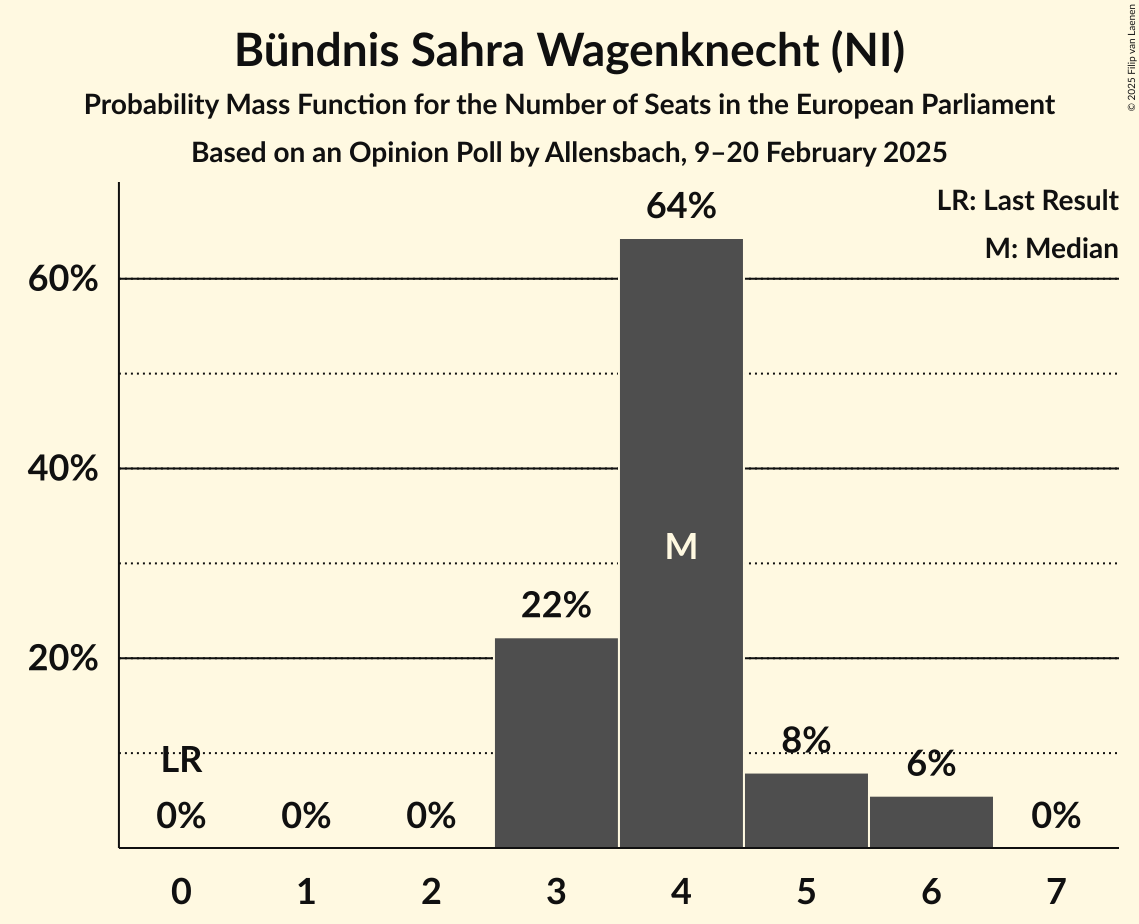 Bündnis Sahra Wagenknecht (NI)
Probability Mass Function for the Number of Seats in the European Parliament
Based on an Opinion Poll by Allensbach, 9–20 February 2025
© 2025 Filip van Laenen
LR: Last Result
M: Median
60%
40%
20%
LR
0%
0%
0%
22%
64%
M
8%
6%
0%
0 1 2 3 4 5 6 7